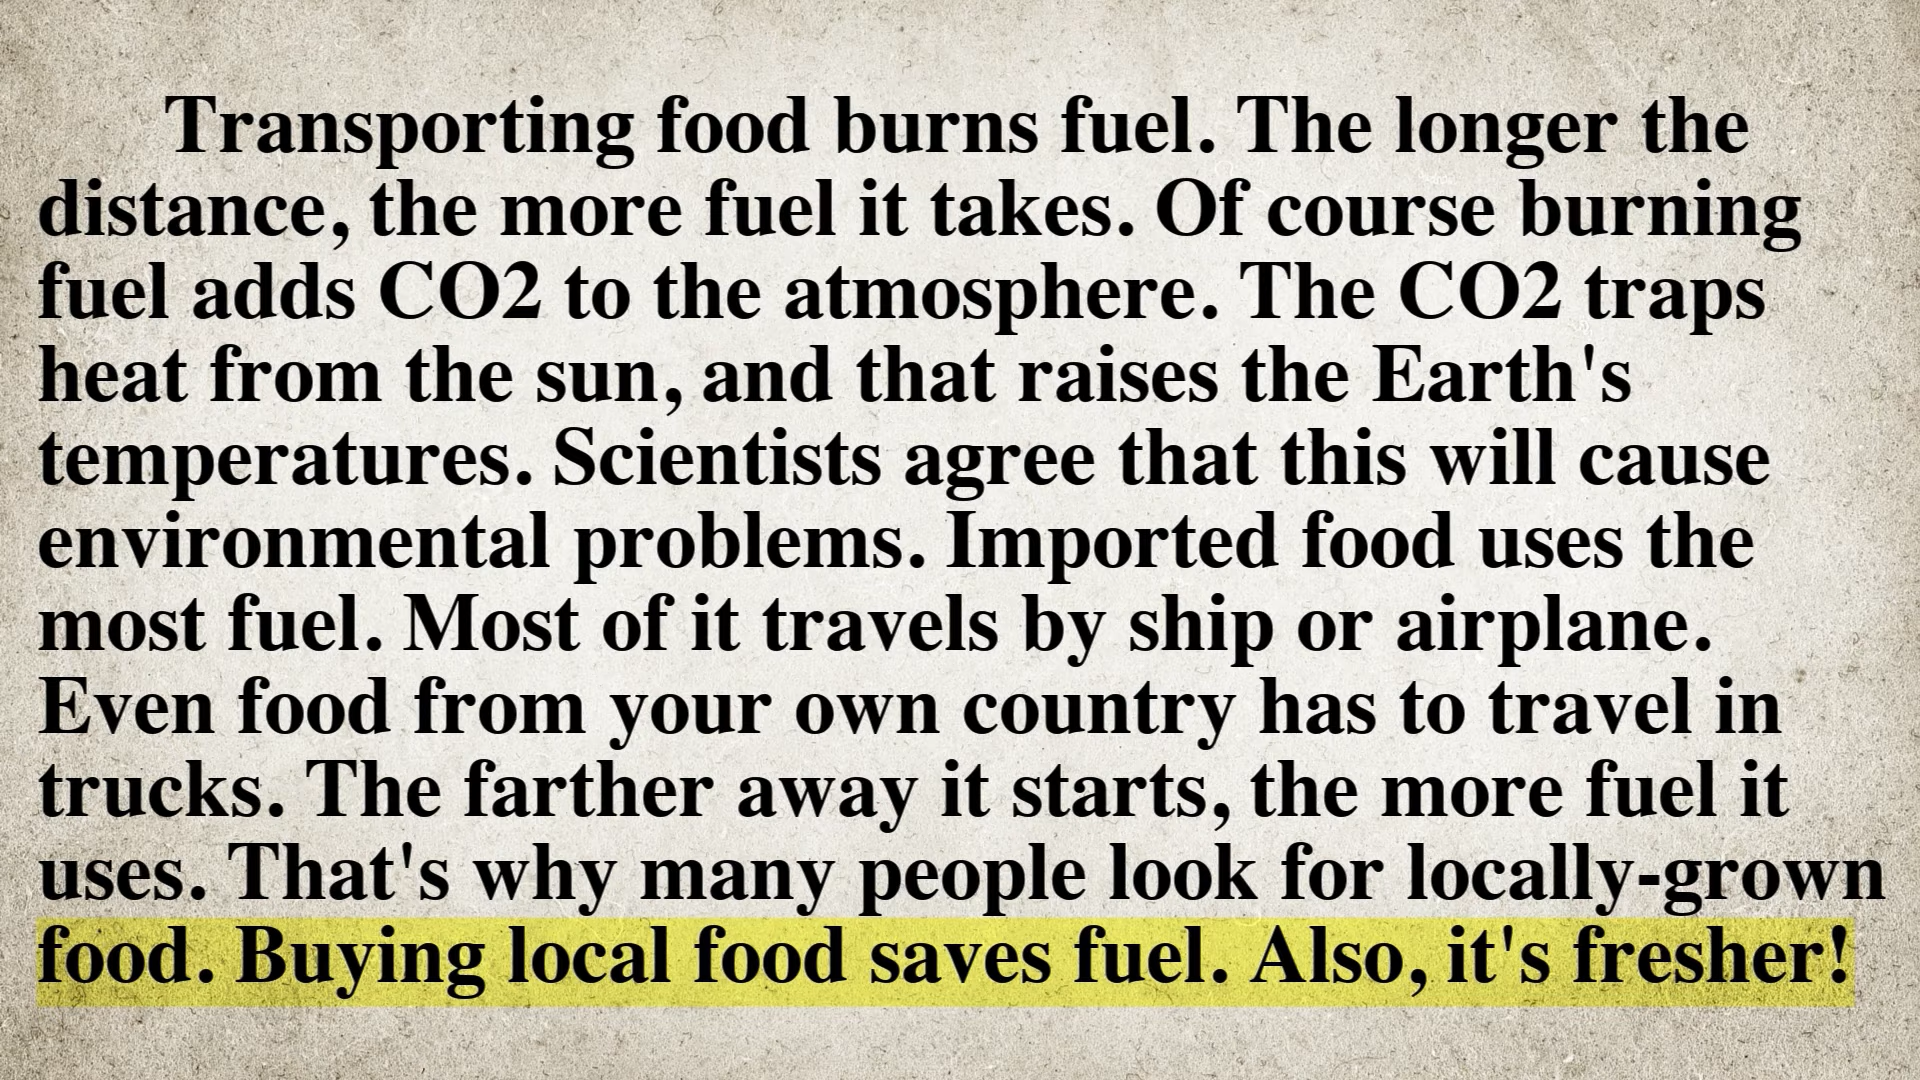 Transporting food burns fuel. The longer the
distance, the more fuel it takes. Of course burning
fuel adds CO2 to the atmosphere. The CO2 traps
heat from the sun, and that raises the Earth's
temperatures. Scientists agree that this will cause
environmental problems. Imported food uses the
most fuel. Most of it travels by ship or airplane.
Even food from your own country has to travel in
trucks. The farther away it starts, the more fuel it
uses. That's why many people look for locally-grown
food. Buying local food saves fuel. Also, it's fresher!